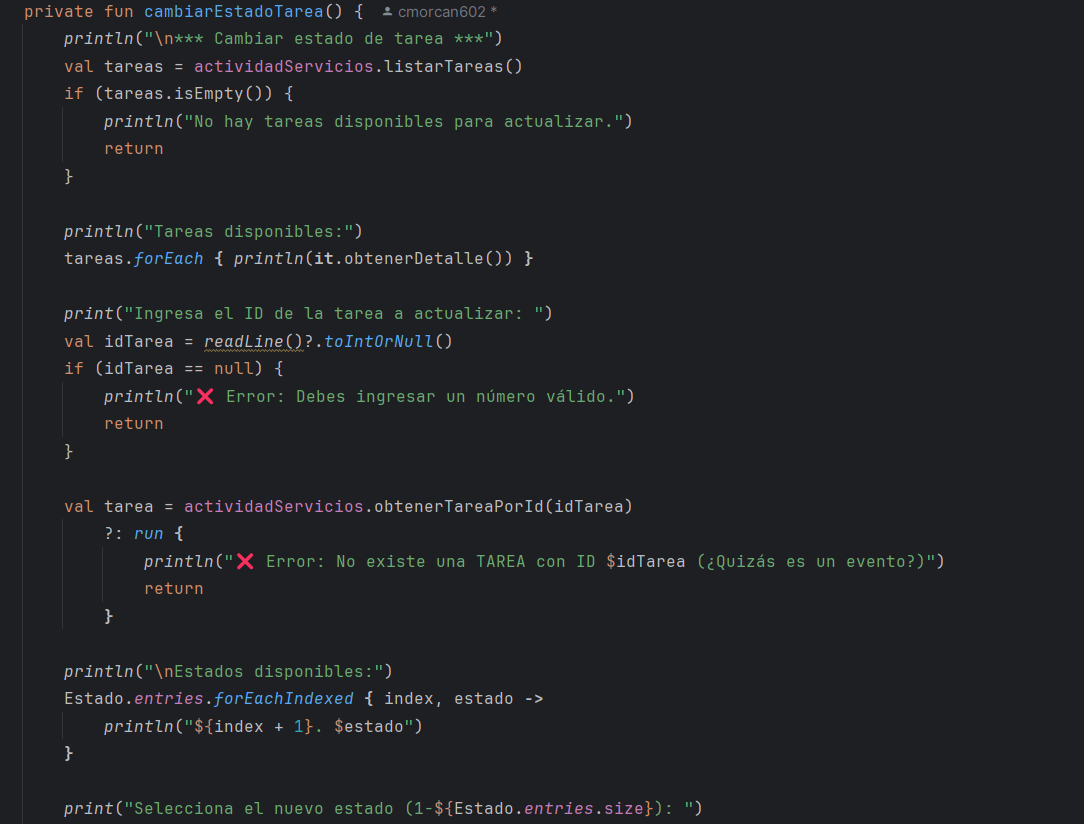 private fun cambiarEstadoTarea() { cmorcan602 *
println("\n*** Cambiar estado de tarea ***")
val tareas = actividadServicios.listarTareas()
if (tareas.isEmpty()) {
println("No hay tareas disponibles para actualizar.")
return
}
println("Tareas disponibles:")
tareas.forEach { println(it.obtenerDetalle()) }
print("Ingresa el ID de la tarea a actualizar: ")
val idTarea = readLine()?.toIntOrNull()
if (idTarea == null) {
println("❌ Error: Debes ingresar un número válido.")
return
}
val tarea = actividadServicios.obtenerTareaPorId(idTarea)
?: run {
println("❌ Error: No existe una TAREA con ID $idTarea (¿Quizás es un evento?)")
return
}
println("\nEstados disponibles:")
Estado.entries.forEachIndexed { index, estado ->
println("${index + 1}. $estado")
}
print("Selecciona el nuevo estado (1-${Estado.entries.size}): ")